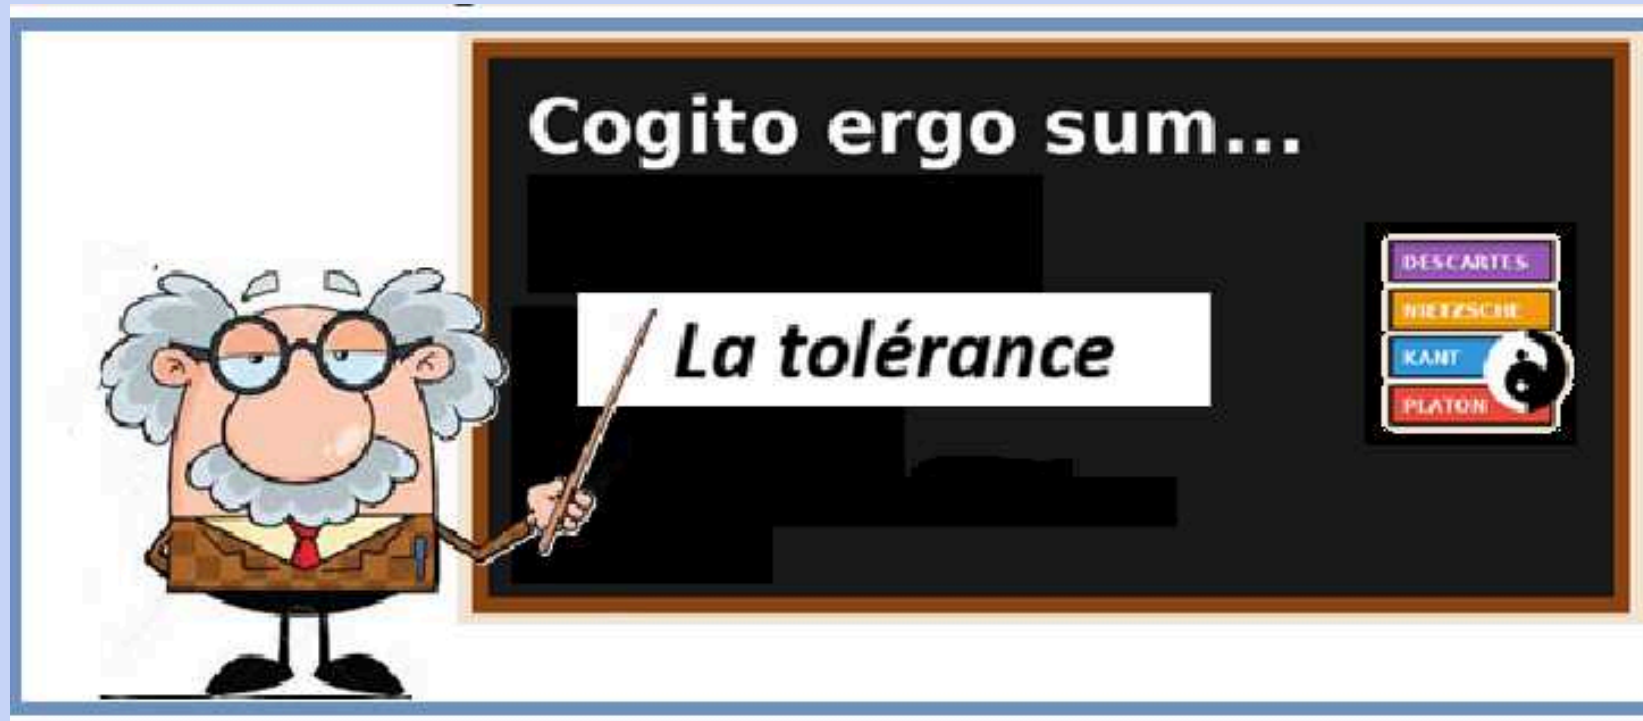 Cogito ergo sum...
La tolérance
DESCARTES
NIETZSCHE
KANT
PLATON